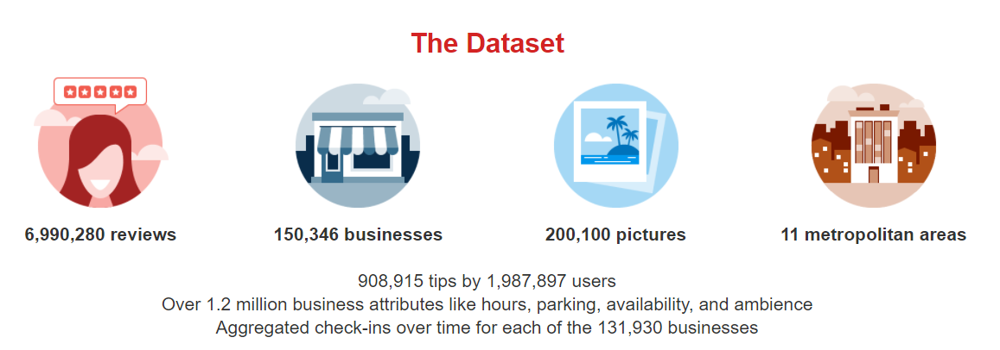 The Dataset
6,990,280 reviews
150,346 businesses
200,100 pictures
11 metropolitan areas
908,915 tips by 1,987,897 users
Over 1.2 million business attributes like hours, parking, availability, and ambience
Aggregated check-ins over time for each of the 131,930 businesses